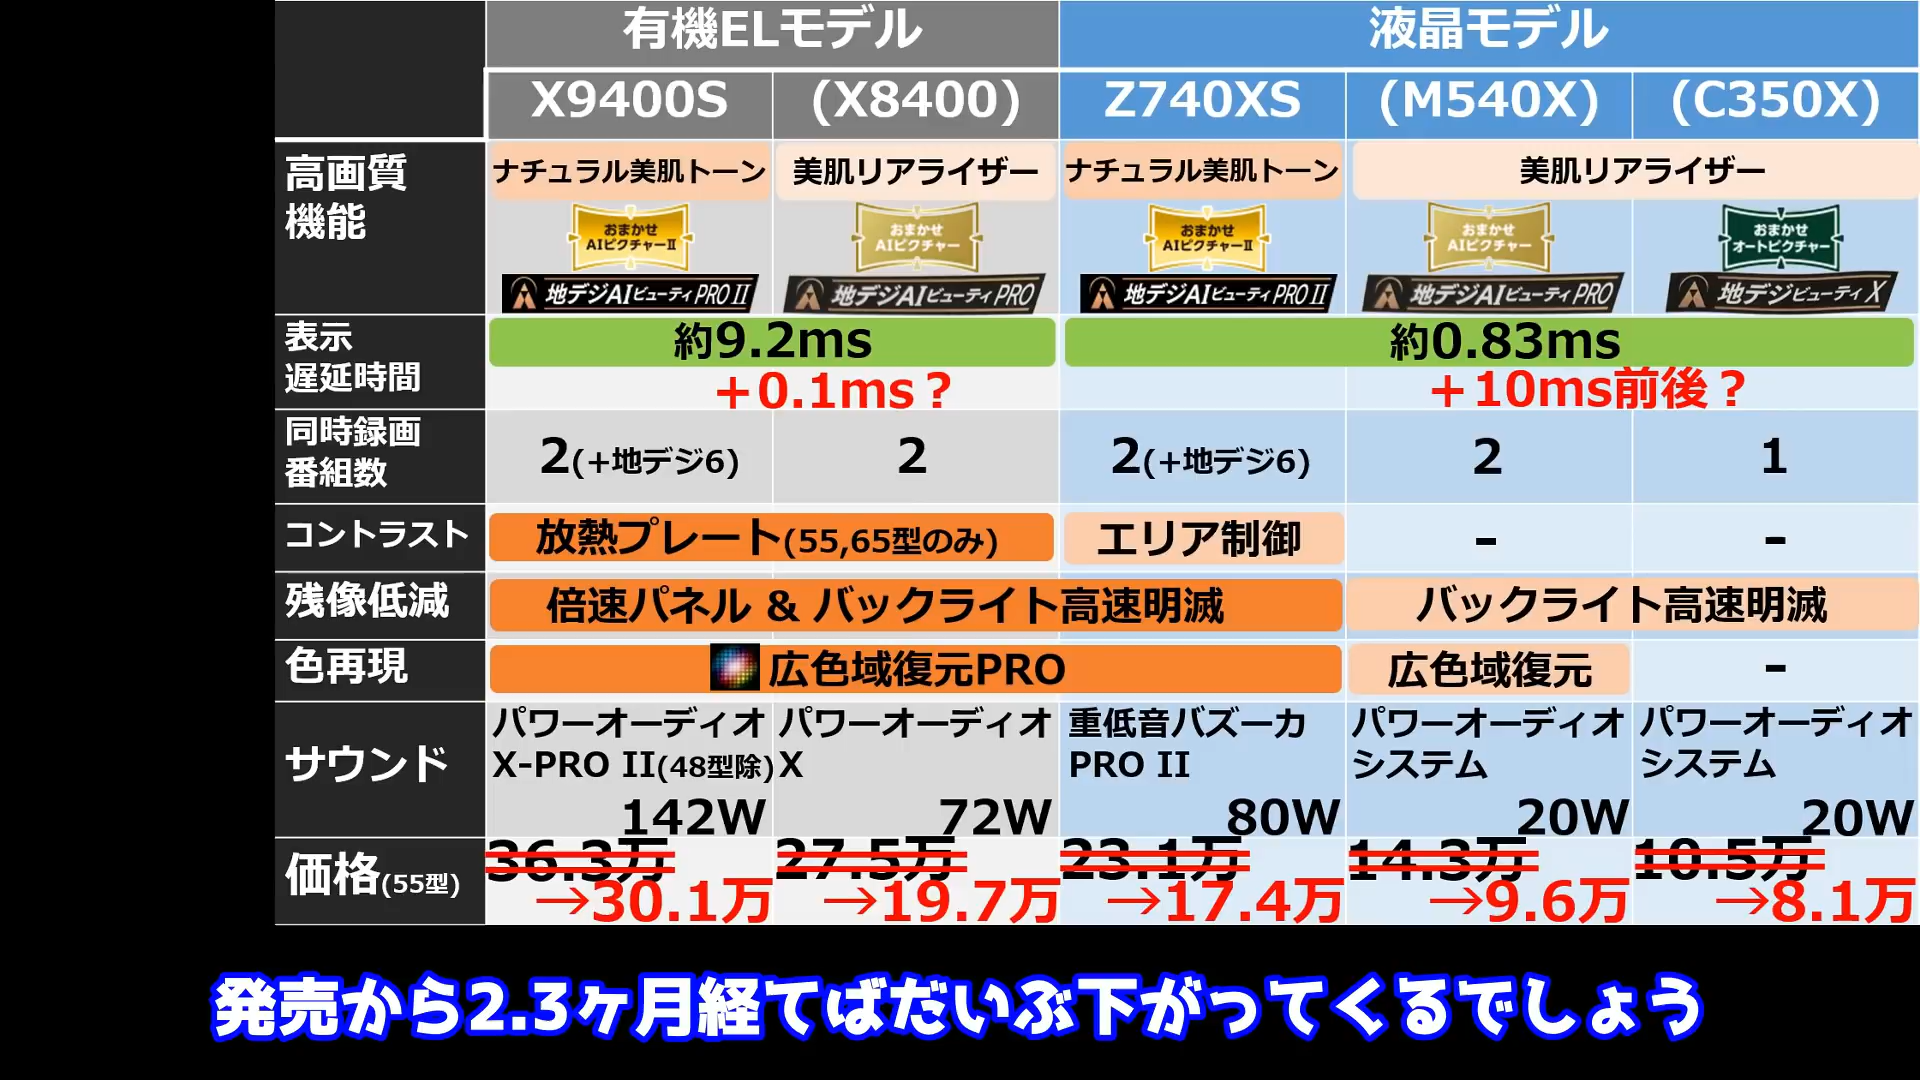 有機ELモデル 液晶モデル
X9400S (X8400) Z740XS (M540X) (C350X)
高画質
機能
ナチュラル美肌トーン 美肌リアライザー ナチュラル美肌トーン 美肌リアライザー
おまかせ
AIピクチャーⅡ
おまかせ
AIピクチャー
おまかせ
AIピクチャーⅡ
おまかせ
AIピクチャー
おまかせ
オートピクチャー
地デジAIビューティPROⅡ 地デジAIビューティPRO 地デジAIビューティPROⅡ 地デジAIビューティPRO 地デジビューティX
表示
遅延時間
約9.2ms 約0.83ms
+0.1ms? +10ms前後?
同時録画
番組数
2(+地デジ6) 2 2(+地デジ6) 2 1
コントラスト 放熱プレート(55,65型のみ) エリア制御 - -
残像低減 倍速パネル & バックライト高速明滅 バックライト高速明滅
色再現 広色域復元PRO 広色域復元 -
サウンド
パワーオーディオ
X-PRO II(48型除)
142W
パワーオーディオ
X
72W
重低音バズーカ
PRO II
80W
パワーオーディオ
システム
20W
パワーオーディオ
システム
20W
価格(55型)
36.3万 27.5万 23.1万 14.3万 10.5万
→30.1万 →19.7万 →17.4万 →9.6万 →8.1万
発売から2.3ヶ月経てばだいぶ下がってくるでしょう